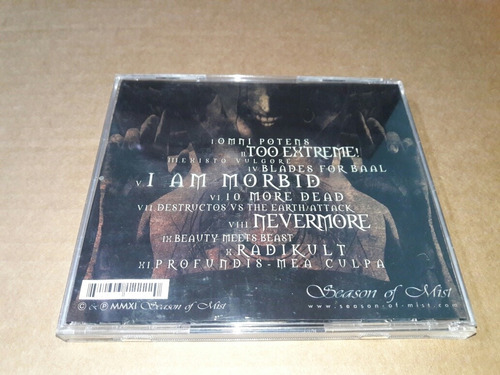 I OMNI POTENS
II TOO EXTREME!
III EXISTO VULGORÉ
IV BLADES FOR BAAL
V. I AM MORBID
VI 10 MORE DEAD
VII DESTRUCTOS VS THE EARTH/ATTACK
VIII NEVERMORE
IX BEAUTY MEETS BEAST
X RADIKULT
XI PROFUNDIS-MEA CULPA
© & ℗ MMXI Season of Mist
Season of Mist
www.season-of-mist.com